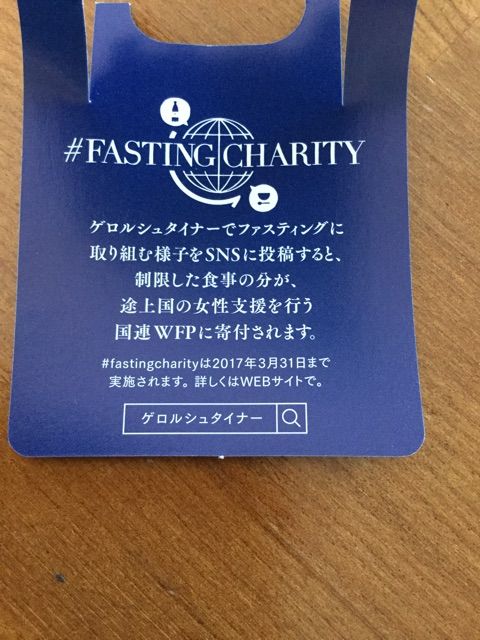 #FASTING CHARITY
ゲロルシュタイナーでファスティングに
取り組む様子をSNSに投稿すると、
制限した食事の分が、
途上国の女性支援を行う
国連WFPに寄付されます。
#fastingcharityは2017年3月31日まで
実施されます。詳しくはWEBサイトで。
ゲロルシュタイナー